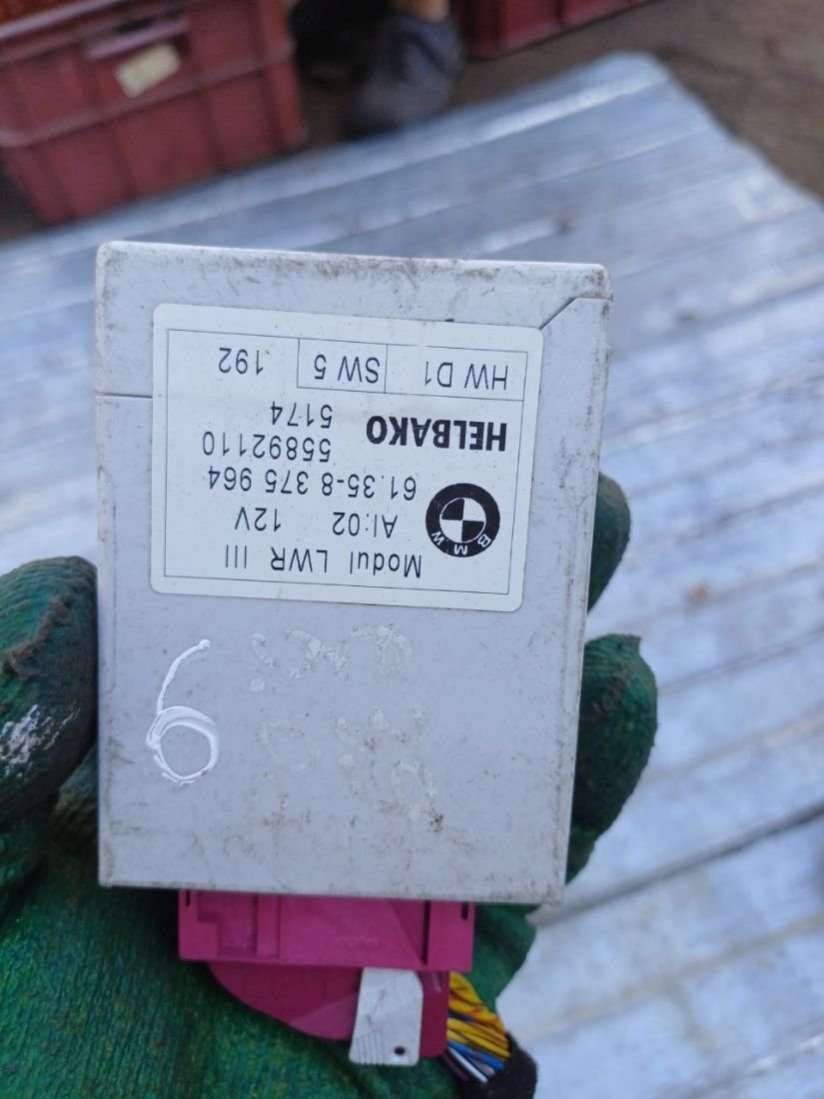 Modul LWR III
AI:02 12V
BMW
61.35-8 375 964
55892110
HELBAKO 5174
HW D1 SW 5 192
6